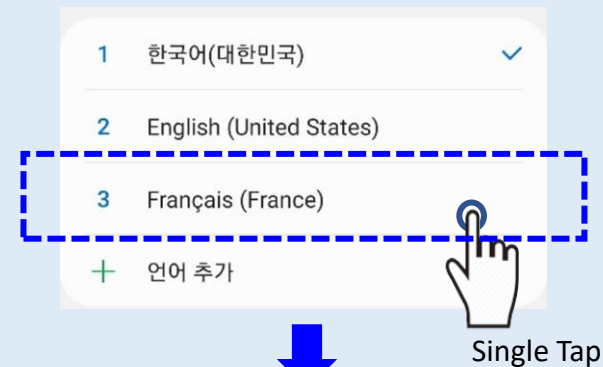 1 한국어(대한민국)
2 English (United States)
3 Français (France)
+ 언어 추가
Single Tap